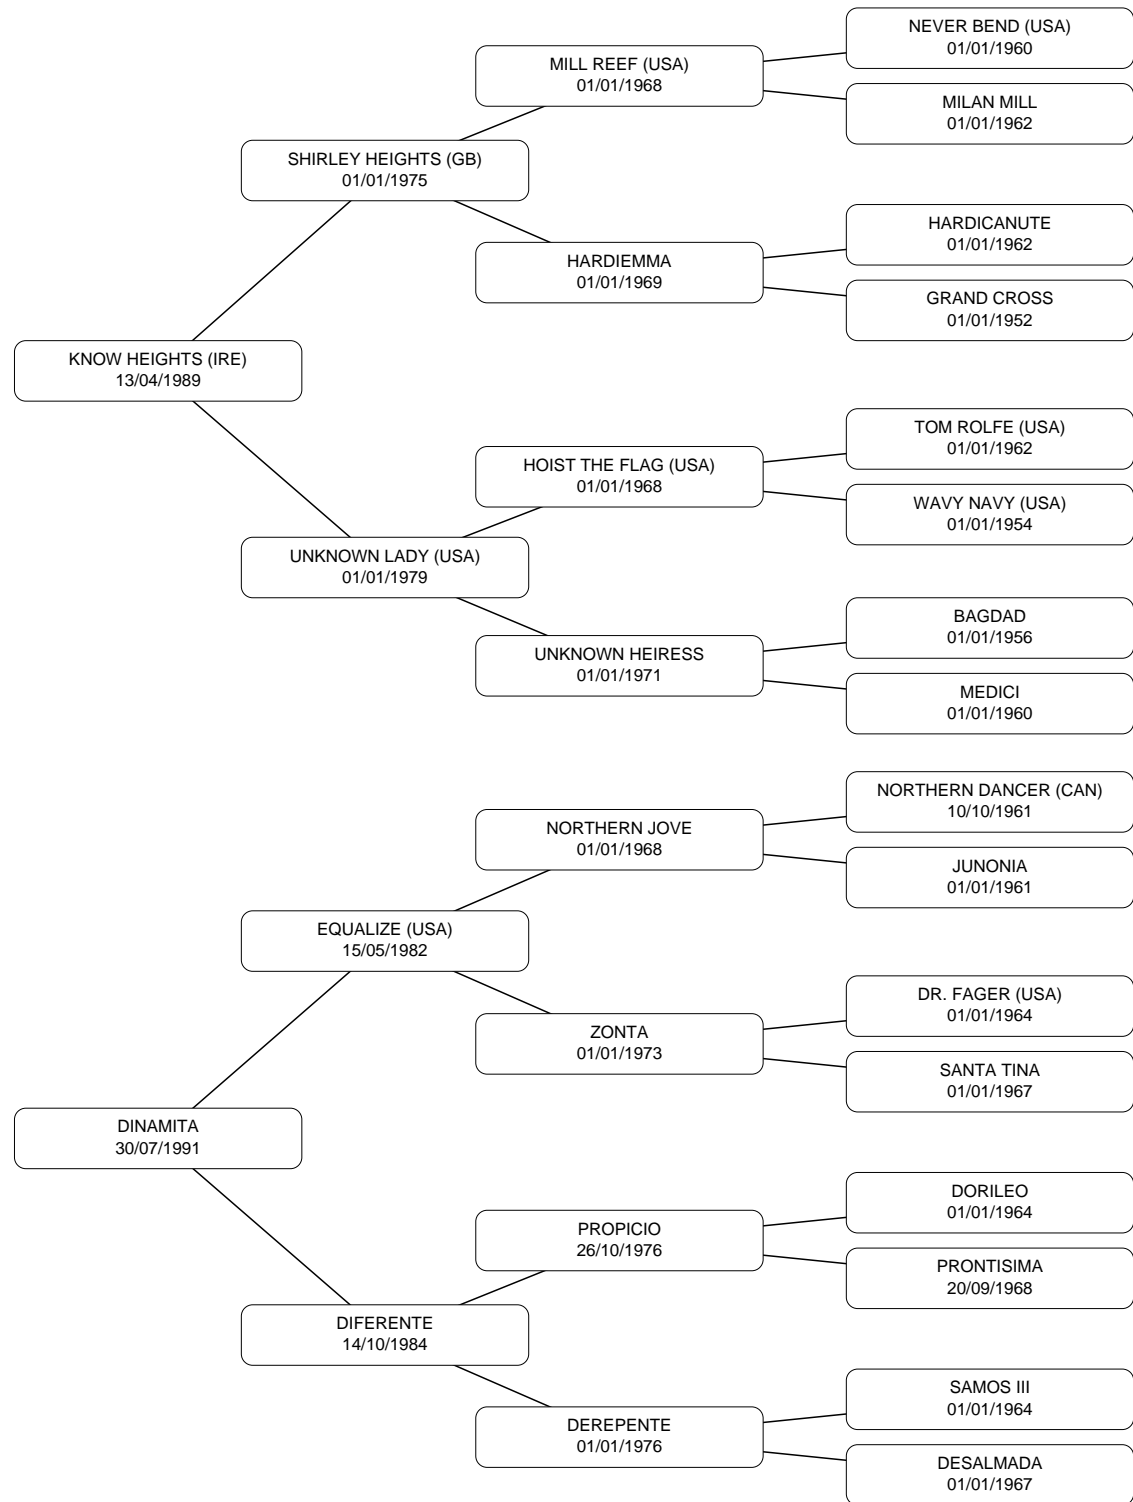 NEVER BEND (USA)
01/01/1960
MILL REEF (USA)
01/01/1968
MILAN MILL
01/01/1962
SHIRLEY HEIGHTS (GB)
01/01/1975
HARDICANUTE
01/01/1962
HARDIEMMA
01/01/1969
GRAND CROSS
01/01/1952
KNOW HEIGHTS (IRE)
13/04/1989
TOM ROLFE (USA)
01/01/1962
HOIST THE FLAG (USA)
01/01/1968
WAVY NAVY (USA)
01/01/1954
UNKNOWN LADY (USA)
01/01/1979
BAGDAD
01/01/1956
UNKNOWN HEIRESS
01/01/1971
MEDICI
01/01/1960
NORTHERN DANCER (CAN)
10/10/1961
NORTHERN JOVE
01/01/1968
JUNONIA
01/01/1961
EQUALIZE (USA)
15/05/1982
DR. FAGER (USA)
01/01/1964
ZONTA
01/01/1973
SANTA TINA
01/01/1967
DINAMITA
30/07/1991
DORILEO
01/01/1964
PROPICIO
26/10/1976
PRONTISIMA
20/09/1968
DIFERENTE
14/10/1984
SAMOS III
01/01/1964
DEREPENTE
01/01/1976
DESALMADA
01/01/1967